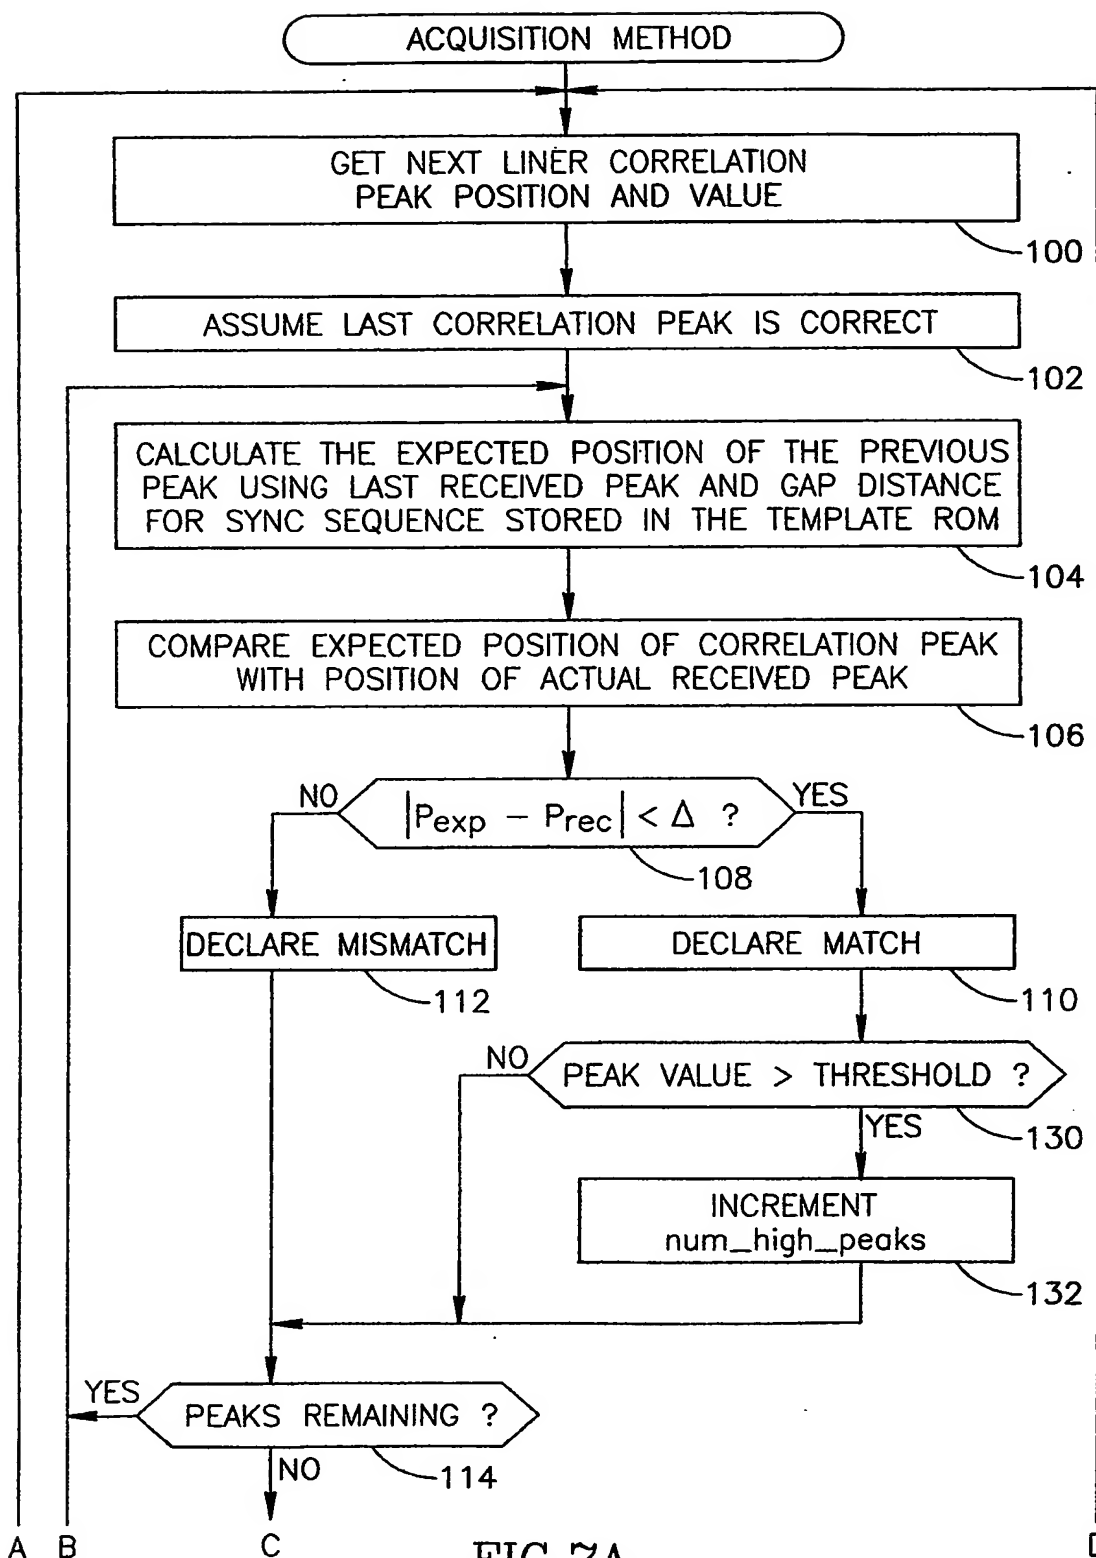 ACQUISITION METHOD
GET NEXT LINER CORRELATION
PEAK POSITION AND VALUE
100
ASSUME LAST CORRELATION PEAK IS CORRECT
102
CALCULATE THE EXPECTED POSITION OF THE PREVIOUS
PEAK USING LAST RECEIVED PEAK AND GAP DISTANCE
FOR SYNC SEQUENCE STORED IN THE TEMPLATE ROM
104
COMPARE EXPECTED POSITION OF CORRELATION PEAK
WITH POSITION OF ACTUAL RECEIVED PEAK
106
NO
|Pexp – Prec| < Δ ?
YES
108
DECLARE MISMATCH
112
DECLARE MATCH
110
NO
PEAK VALUE > THRESHOLD ?
130
YES
INCREMENT
num_high_peaks
132
YES
PEAKS REMAINING ?
114
NO
A B C
FIG.7A